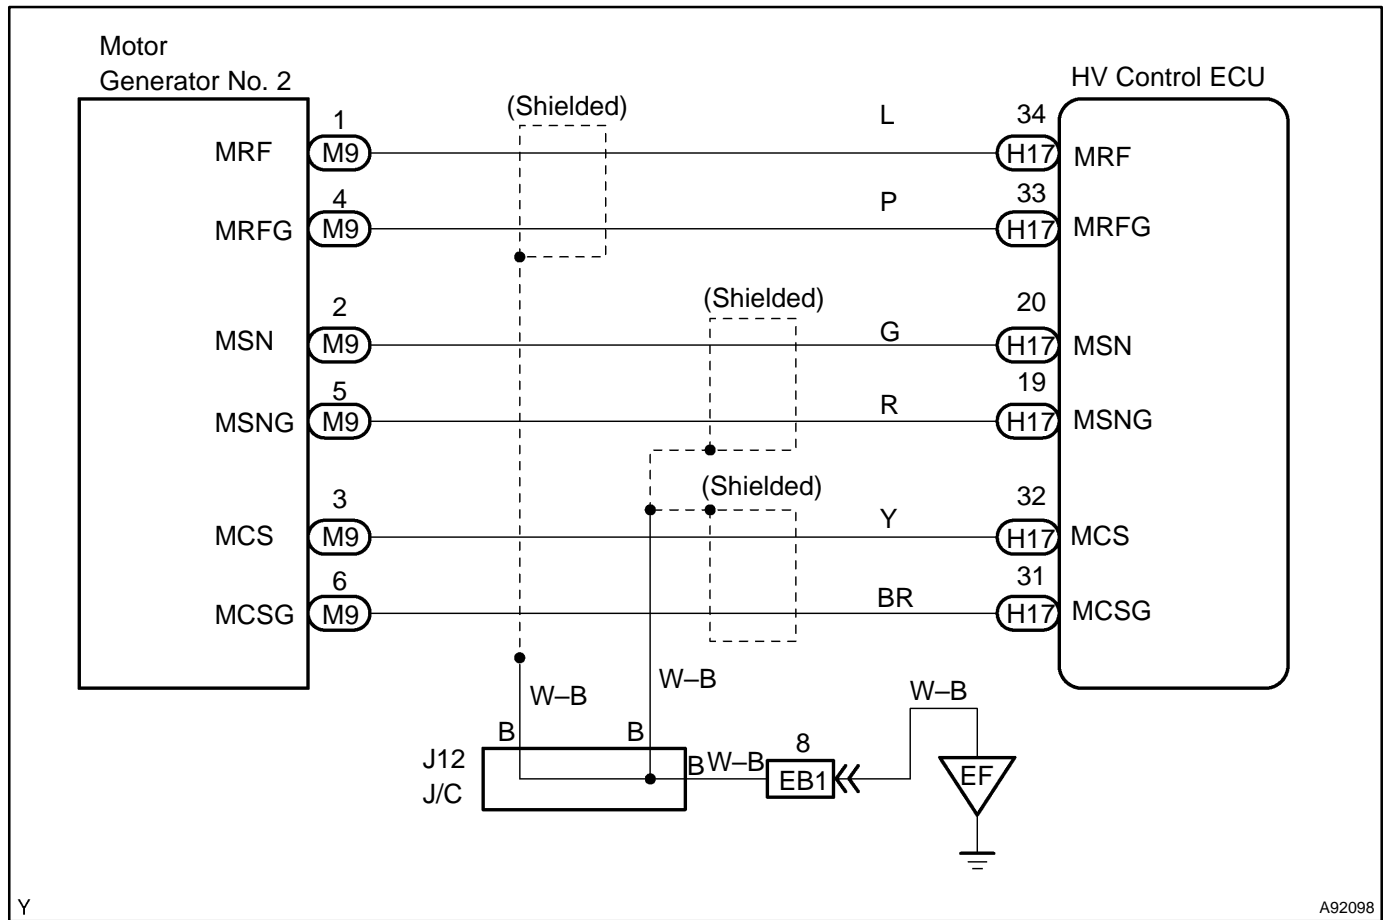 Motor
Generator No. 2
HV Control ECU
(Shielded)
1
L
34
MRF
M9
H17
MRF
4
P
33
MRFG
M9
H17
MRFG
(Shielded)
2
G
20
MSN
M9
H17
MSN
5
R
19
MSNG
M9
H17
MSNG
(Shielded)
3
Y
32
MCS
M9
H17
MCS
6
BR
31
MCSG
M9
H17
MCSG
W–B
W–B
W–B
B
B
J12
J/C
B
W–B
8
EB1
EF
Y
A92098